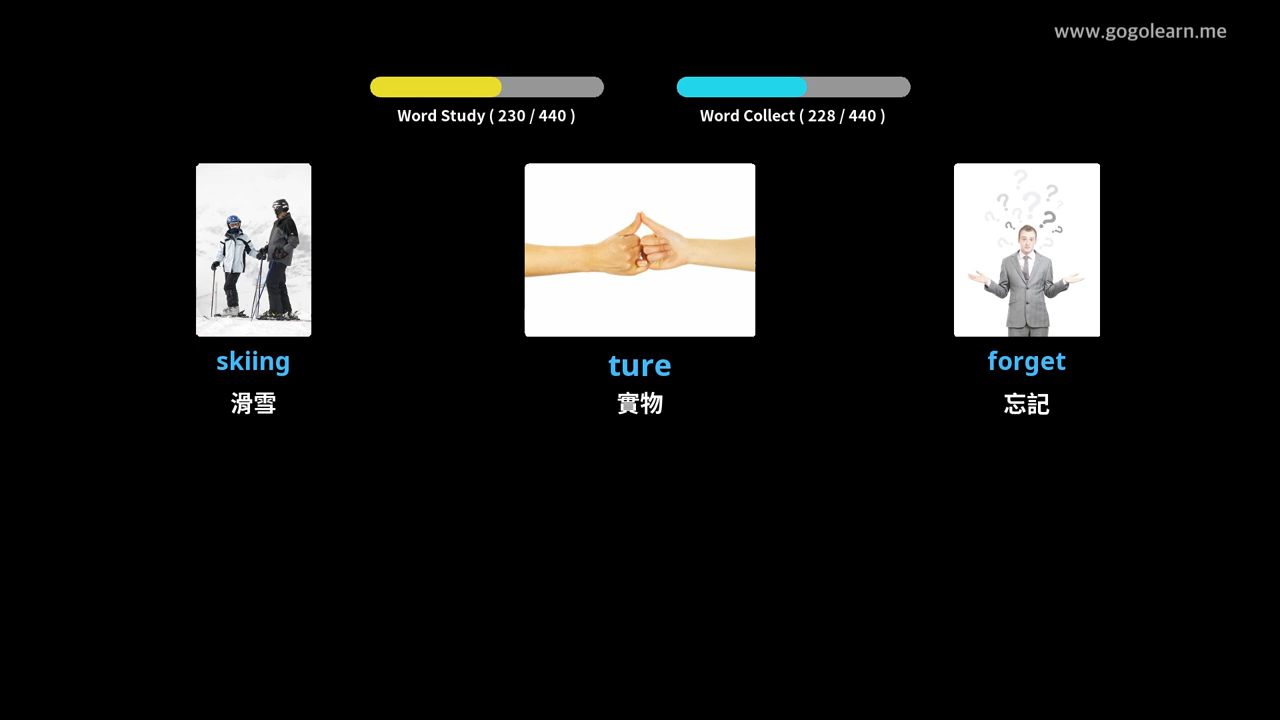 www.gogolearn.me
Word Study ( 230 / 440 )
Word Collect ( 228 / 440 )
skiing
ture
forget
滑雪
實物
忘記